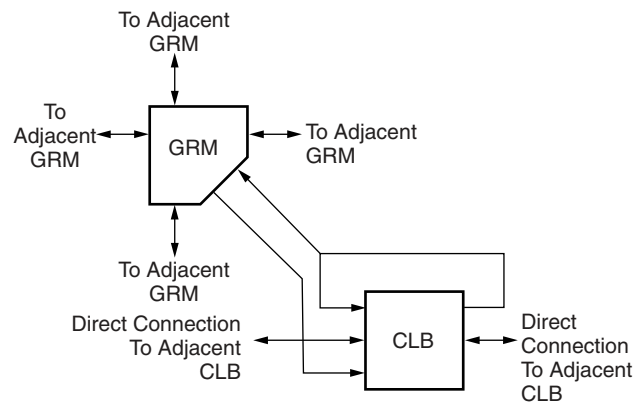 To Adjacent
GRM
To
Adjacent
GRM
GRM
To Adjacent
GRM
To Adjacent
GRM
Direct Connection
To Adjacent
CLB
CLB
Direct
Connection
To Adjacent
CLB